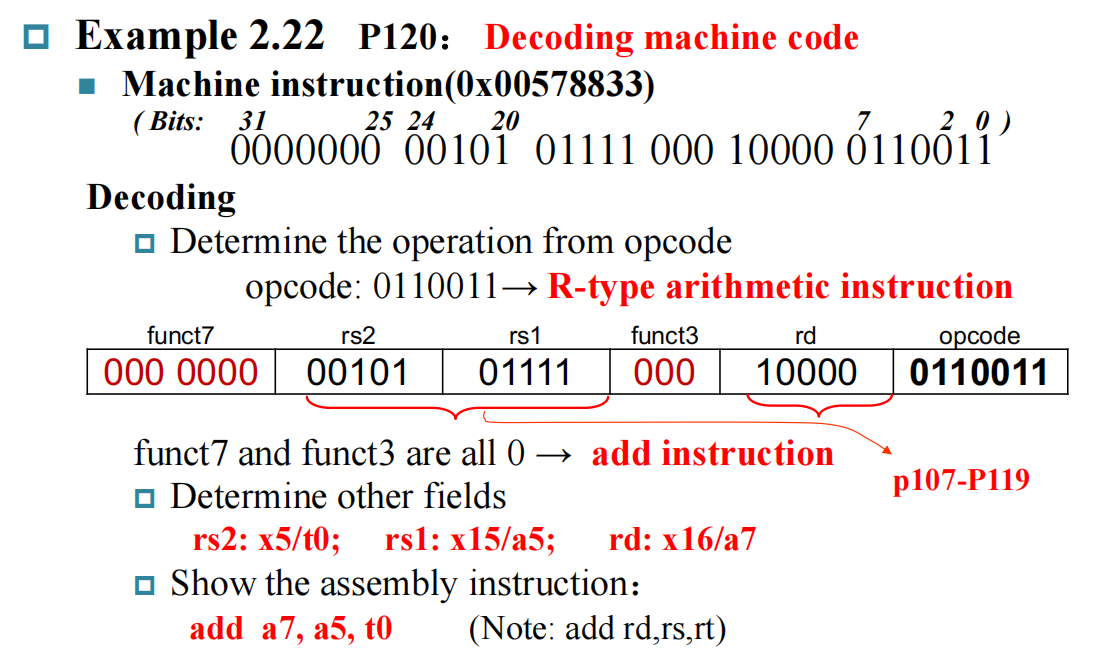 Example 2.22 P120： Decoding machine code
Machine instruction(0x00578833)
( Bits: 31 25 24 20 7 2 0 )
0000000 00101 01111 000 10000 0110011
Decoding
Determine the operation from opcode
opcode: 0110011→ R-type arithmetic instruction
funct7 rs2 rs1 funct3 rd opcode
000 0000 00101 01111 000 10000 0110011
funct7 and funct3 are all 0 → add instruction
p107-P119
Determine other fields
rs2: x5/t0; rs1: x15/a5; rd: x16/a7
Show the assembly instruction：
add a7, a5, t0 (Note: add rd,rs,rt)